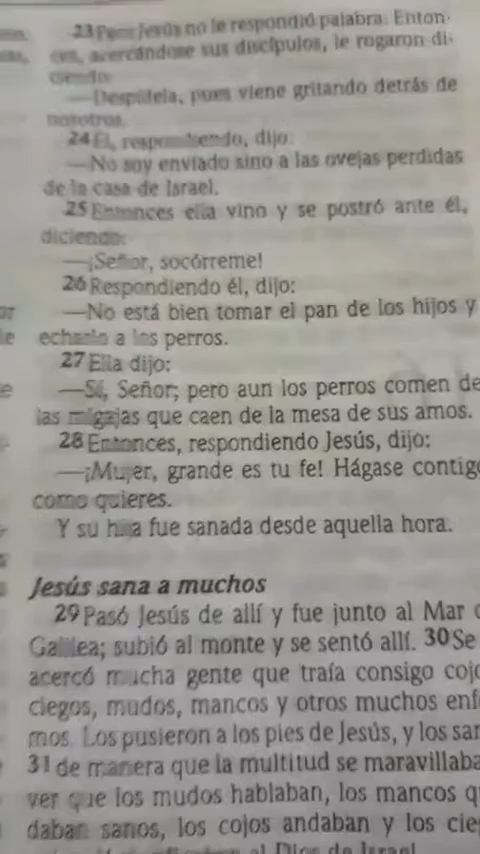 23 Pero Jesús no le respondió palabra. Enton-
ces, acercándose sus discípulos, le rogaron di-
ciendo:
—Despídela, pues viene gritando detrás de
nosotros.
24 Él, respondiendo, dijo:
—No soy enviado sino a las ovejas perdidas
de la casa de Israel.
25 Entonces ella vino y se postró ante él,
diciendo:
—¡Señor, socórreme!
26 Respondiendo él, dijo:
—No está bien tomar el pan de los hijos y
echarlo a los perros.
27 Ella dijo:
—Sí, Señor; pero aun los perros comen de
las migajas que caen de la mesa de sus amos.
28 Entonces, respondiendo Jesús, dijo:
—¡Mujer, grande es tu fe! Hágase contigo
como quieres.
Y su hija fue sanada desde aquella hora.
Jesús sana a muchos
29 Pasó Jesús de allí y fue junto al Mar
Galilea; subió al monte y se sentó allí. 30 Se
acercó mucha gente que traía consigo cojo
ciegos, mudos, mancos y otros muchos enf
mos. Los pusieron a los pies de Jesús, y los san
31 de manera que la multitud se maravillaba
ver que los mudos hablaban, los mancos q
daban sanos, los cojos andaban y los cie
al Dios de Israel